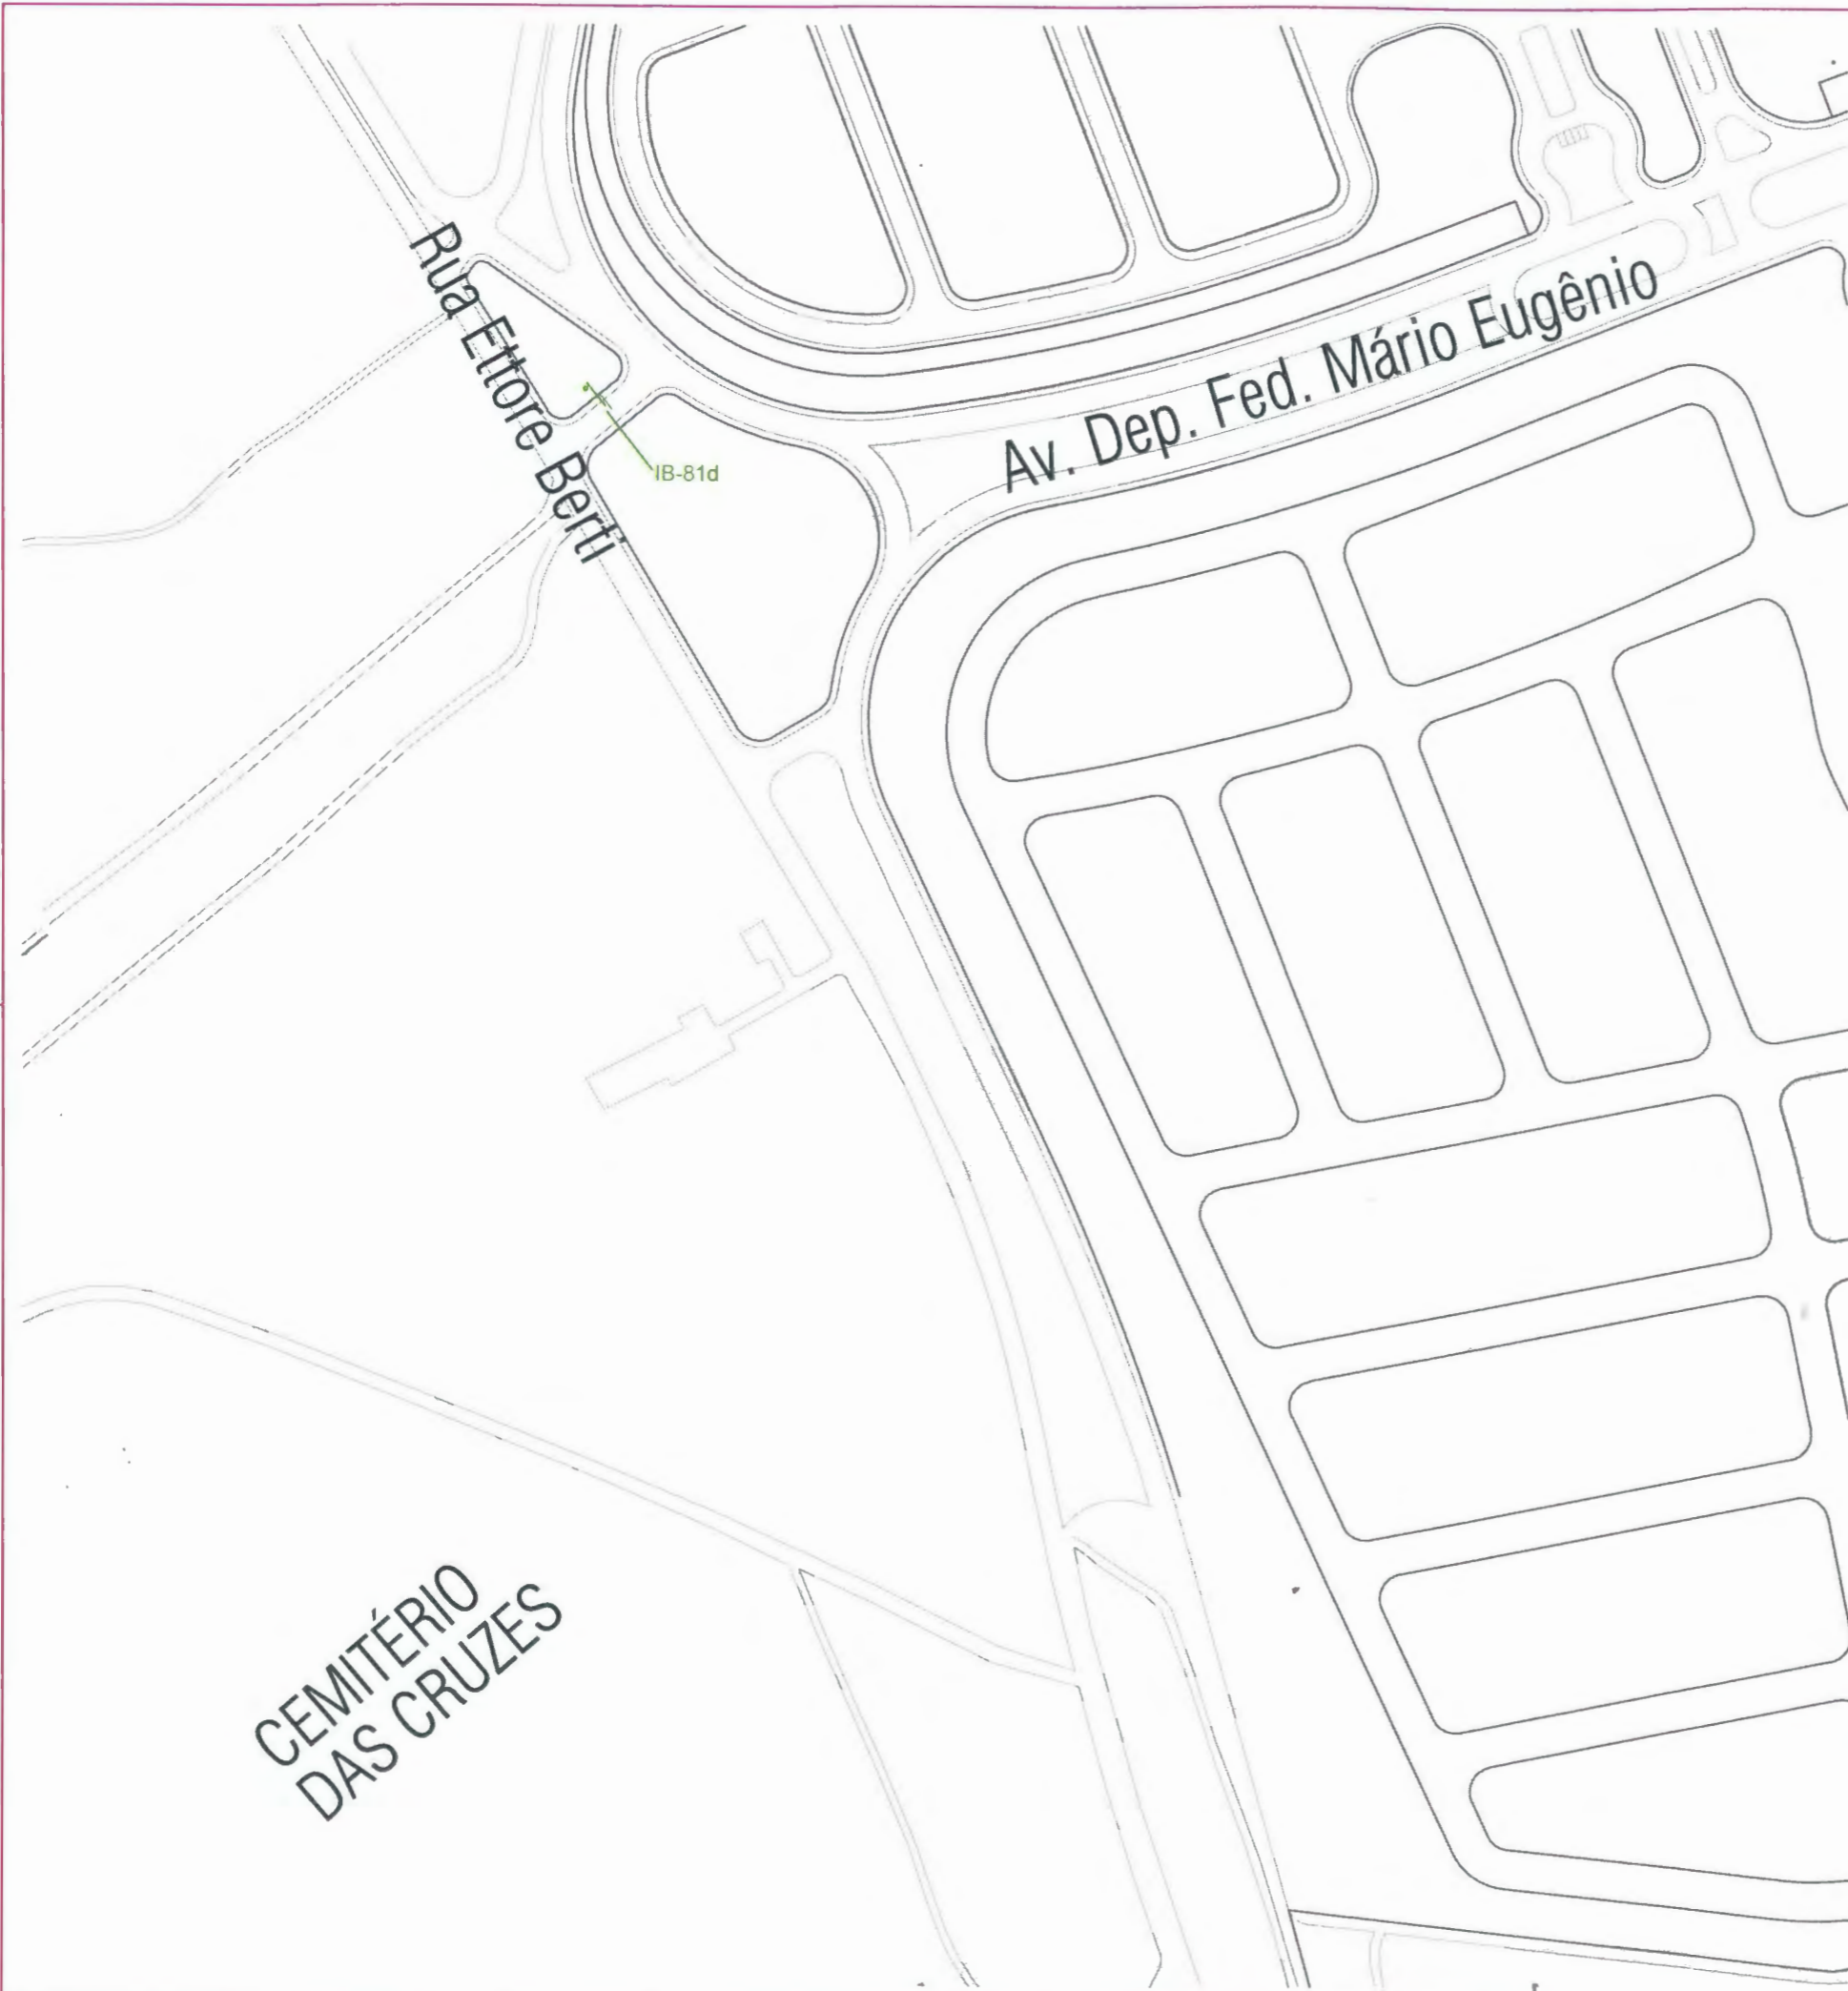 Rua Ettore Berti
Av. Dep. Fed. Mário Eugênio
IB-81d
CEMITÉRIO
DAS CRUZES